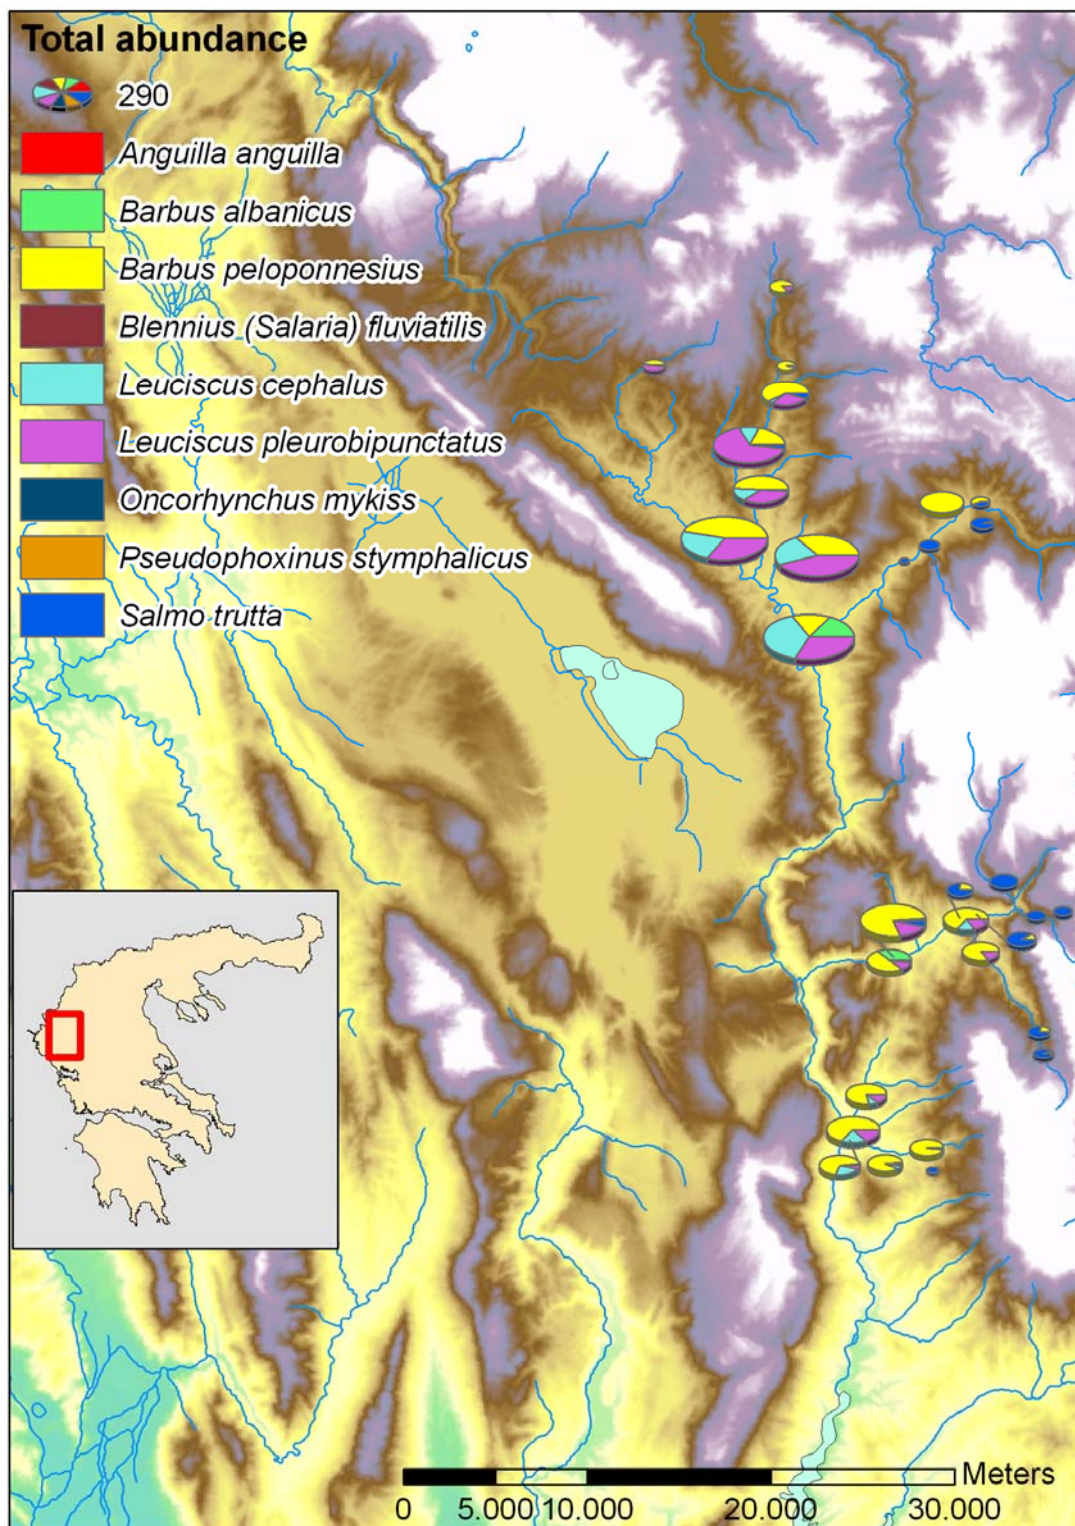 Total abundance
290
Anguilla anguilla
Barbus albanicus
Barbus peloponnesius
Blennius (Salaria) fluviatilis
Leuciscus cephalus
Leuciscus pleurobipunctatus
Oncorhynchus mykiss
Pseudophoxinus stymphalicus
Salmo trutta
Meters
0 5.000 10.000 20.000 30.000